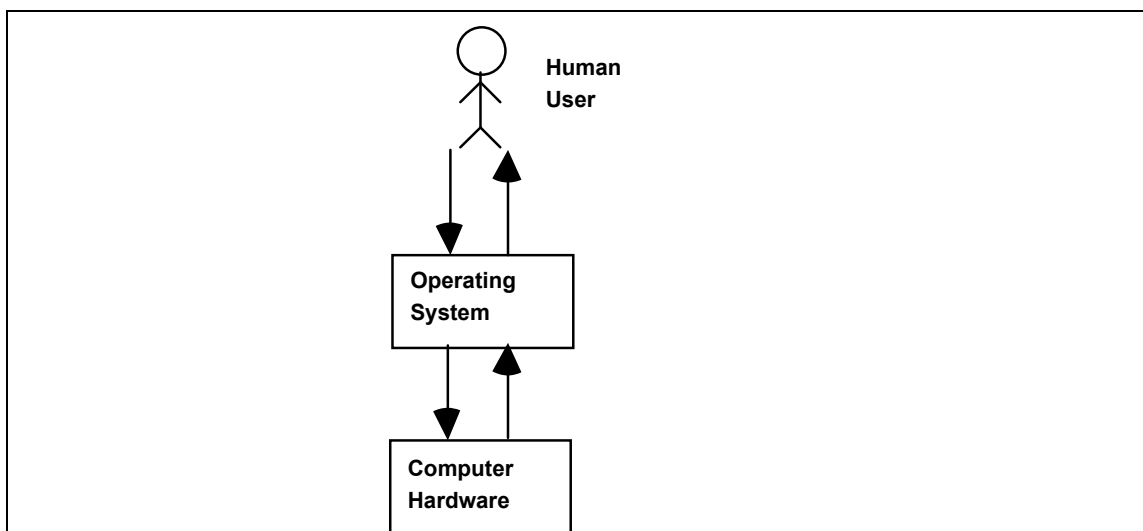 Human
User
Operating
System
Computer
Hardware